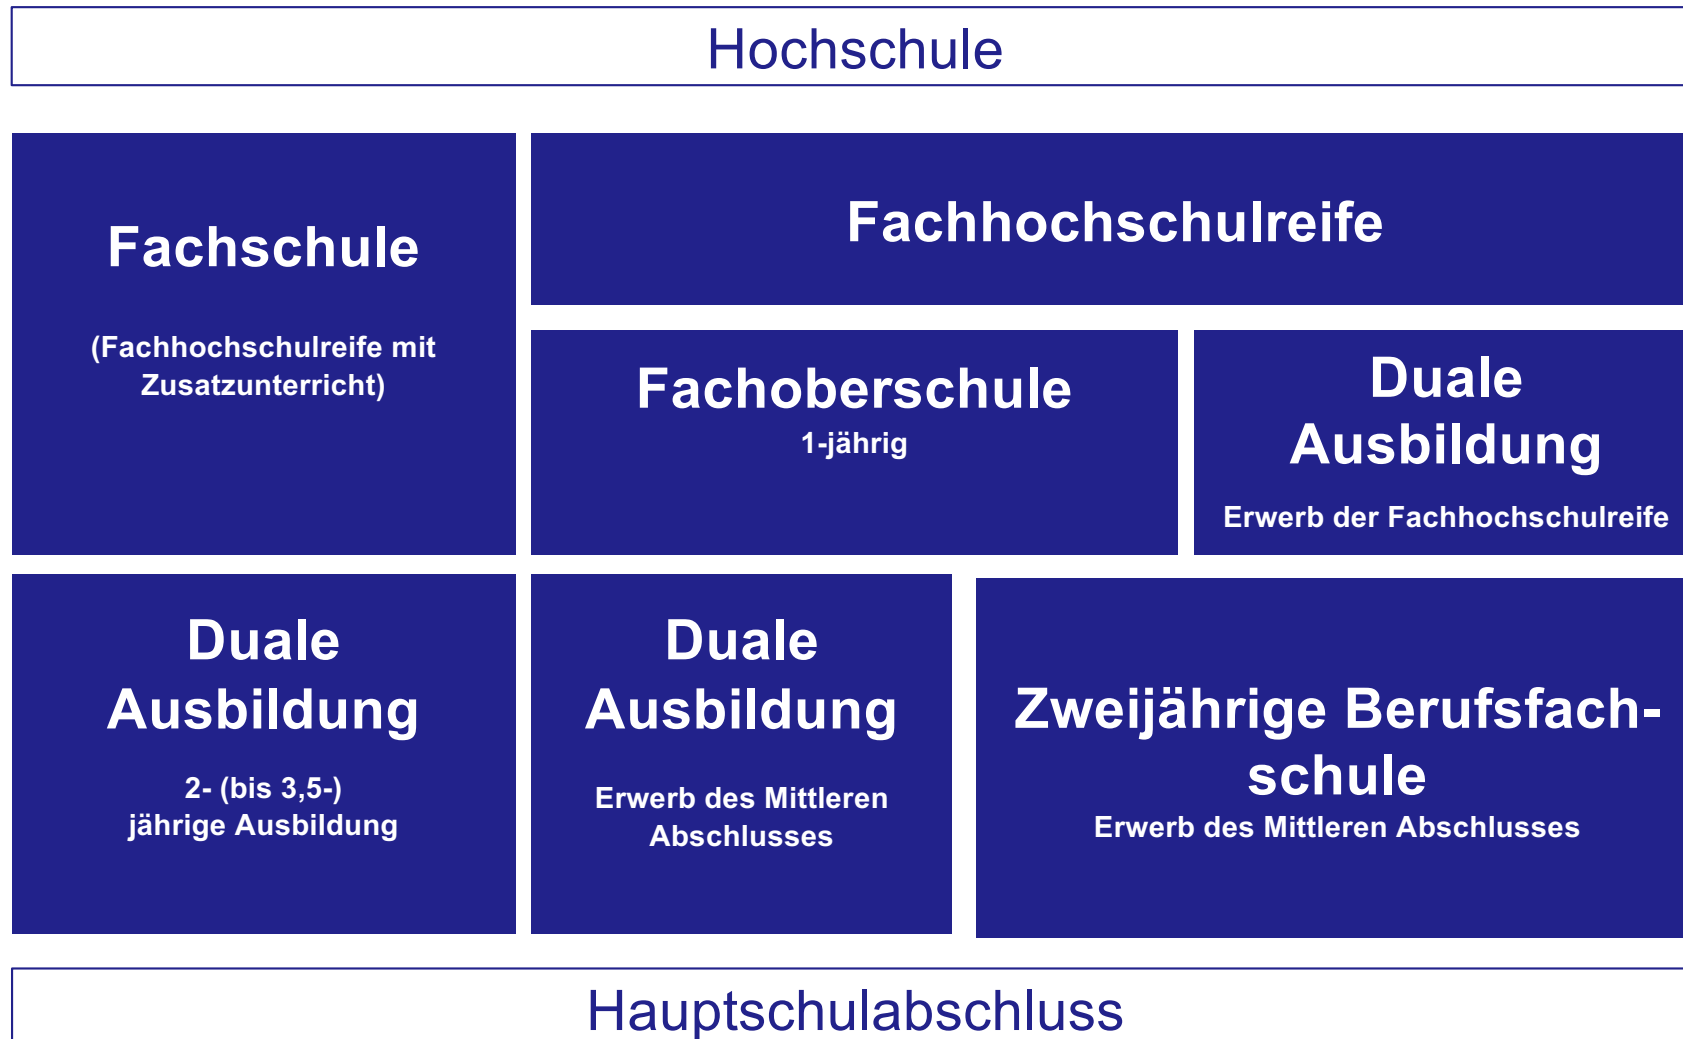 Hochschule
Fachschule
(Fachhochschulreife mit
Zusatzunterricht)
Fachhochschulreife
Fachoberschule
1-jährig
Duale
Ausbildung
Erwerb der Fachhochschulreife
Duale
Ausbildung
2- (bis 3,5-)
jährige Ausbildung
Duale
Ausbildung
Erwerb des Mittleren
Abschlusses
Zweijährige Berufsfach-
schule
Erwerb des Mittleren Abschlusses
Hauptschulabschluss